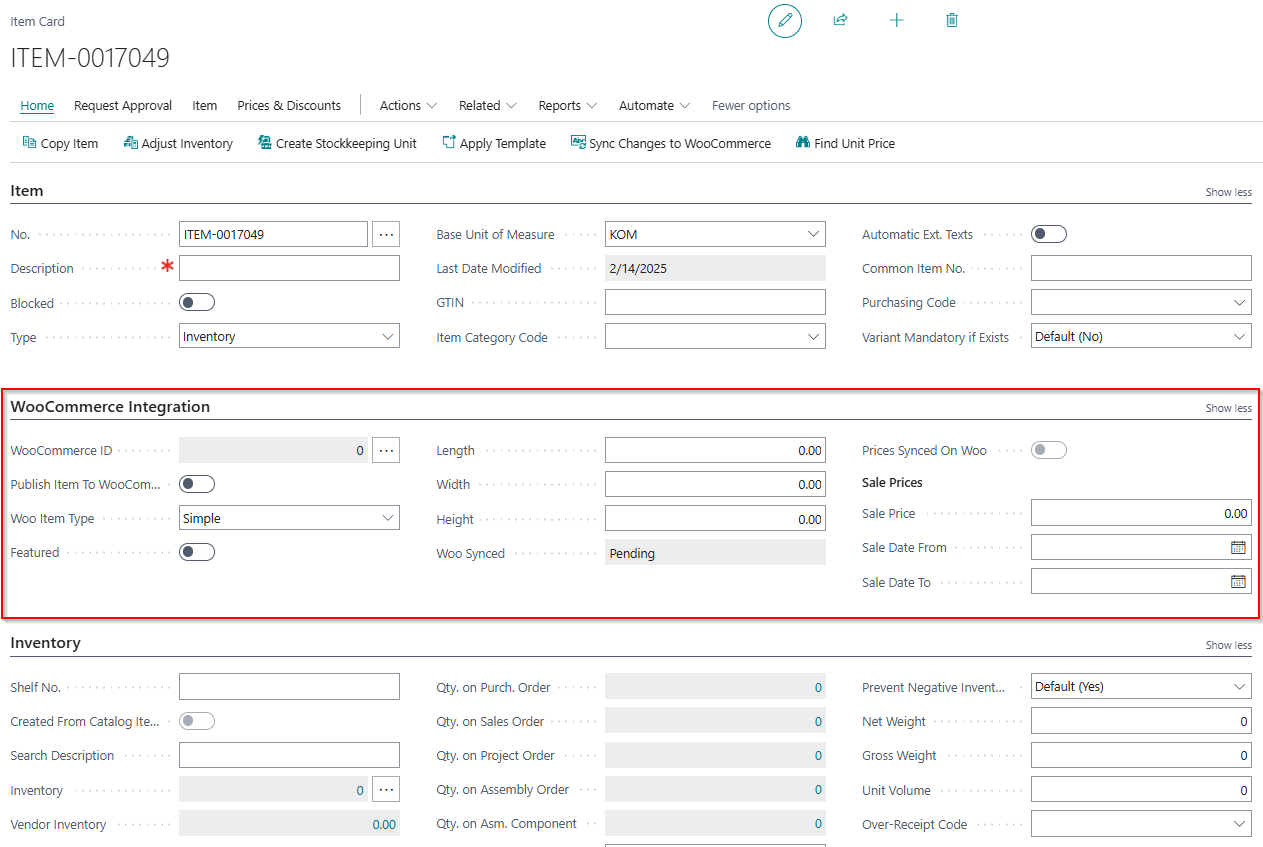 Item Card
ITEM-0017049
Home Request Approval Item Prices & Discounts Actions Related Reports Automate Fewer options
Copy Item Adjust Inventory Create Stockkeeping Unit Apply Template Sync Changes to WooCommerce Find Unit Price
Item Show less
No. ITEM-0017049 ... Base Unit of Measure KOM Automatic Ext. Texts
Description * Last Date Modified 2/14/2025 Common Item No.
Blocked GTIN Purchasing Code
Type Inventory Item Category Code Variant Mandatory if Exists Default (No)
WooCommerce Integration Show less
WooCommerce ID 0 ... Length 0.00 Prices Synced On Woo
Publish Item To WooCom... Width 0.00 Sale Prices
Woo Item Type Simple Height 0.00 Sale Price 0.00
Featured Woo Synced Pending Sale Date From
Sale Date To
Inventory Show less
Shelf No. Qty. on Purch. Order 0 Prevent Negative Invent... Default (Yes)
Created From Catalog Ite... Qty. on Sales Order 0 Net Weight 0
Search Description Qty. on Project Order 0 Gross Weight 0
Inventory 0 ... Qty. on Assembly Order 0 Unit Volume 0
Vendor Inventory 0.00 Qty. on Asm. Component 0 Over-Receipt Code